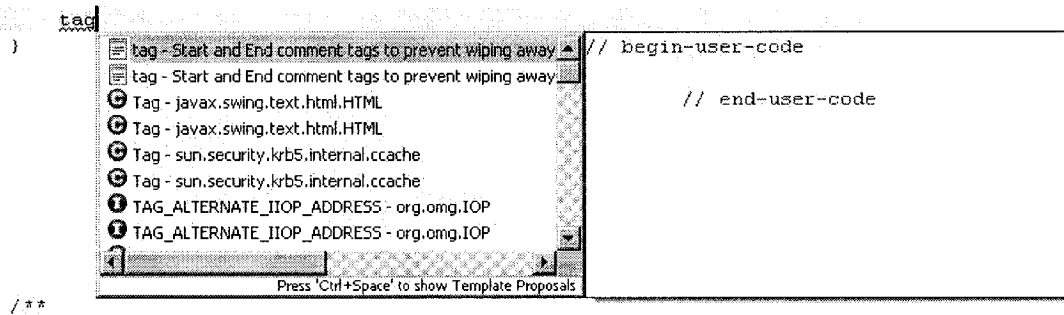 tag
}
tag - Start and End comment tags to prevent wiping away
tag - Start and End comment tags to prevent wiping away
Tag - javax.swing.text.html.HTML
Tag - javax.swing.text.html.HTML
Tag - sun.security.krb5.internal.ccache
Tag - sun.security.krb5.internal.ccache
TAG_ALTERNATE_IIOP_ADDRESS - org.omg.IOP
TAG_ALTERNATE_IIOP_ADDRESS - org.omg.IOP
Press 'Ctrl+Space' to show Template Proposals
// begin-user-code
// end-user-code
/**